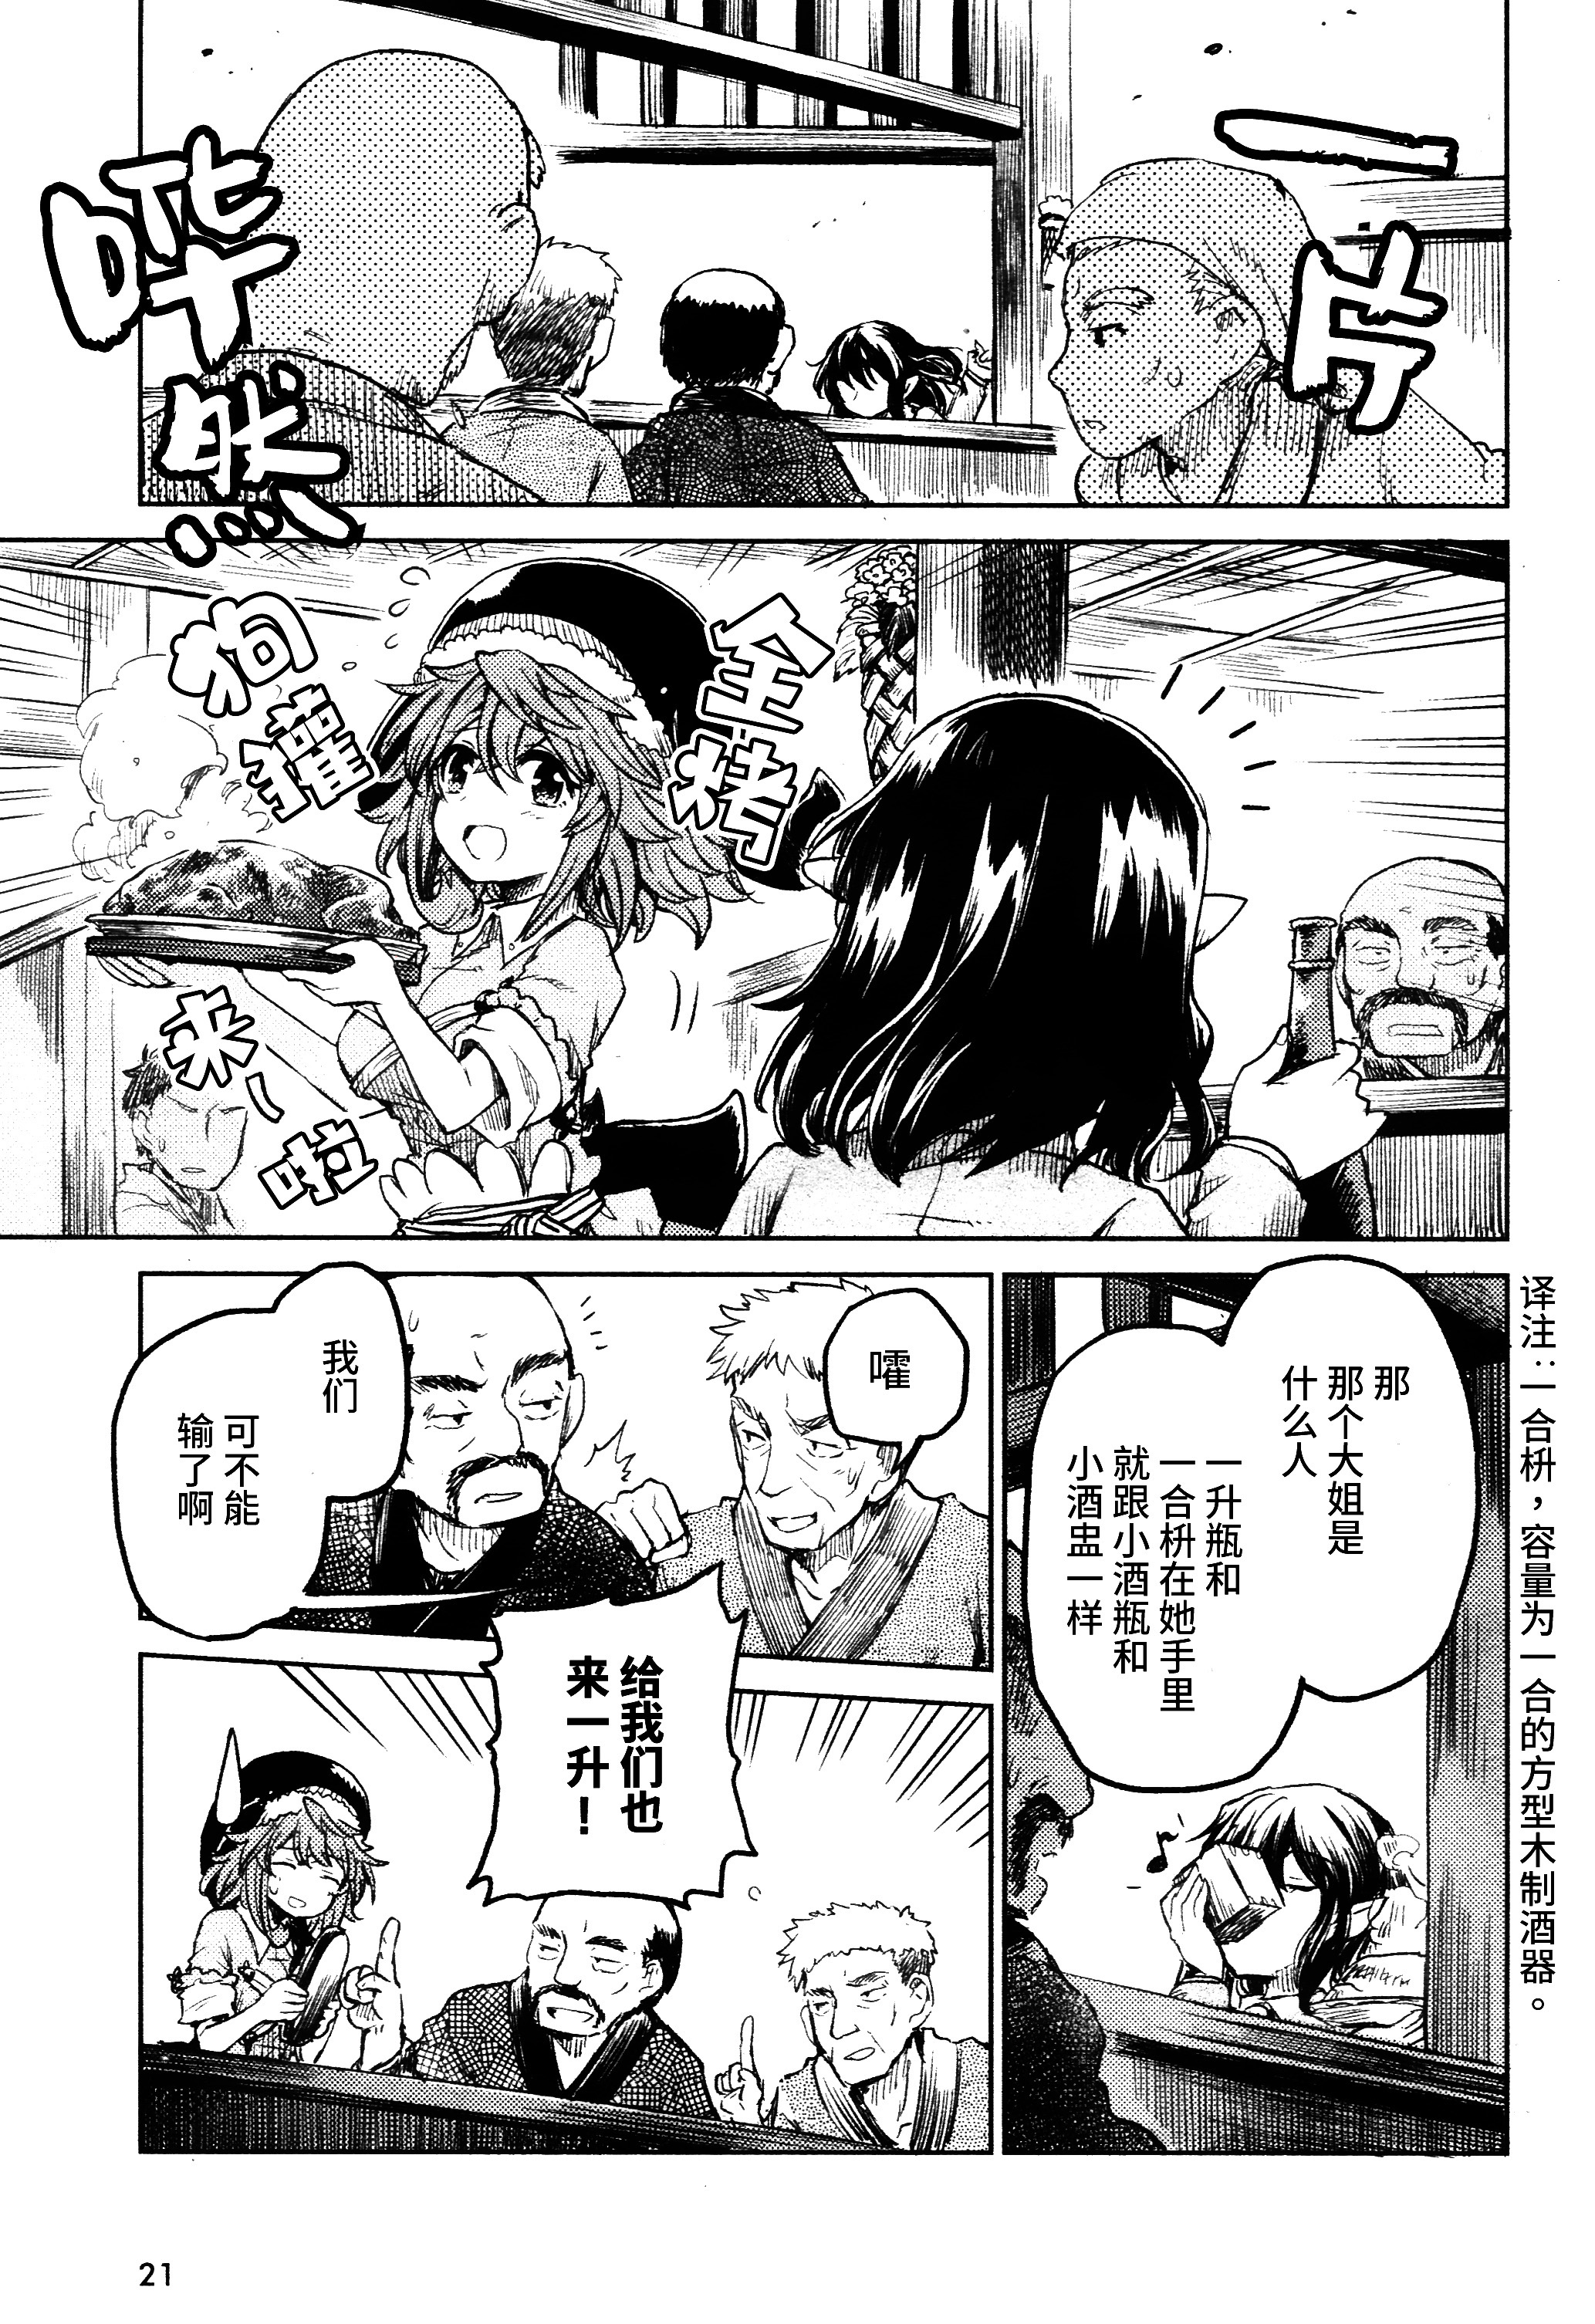 一片
哗然…
全烤
狗獾
来～啦
那
那个大姐是
什么人
一升瓶和
一合枡在她手里
就跟小酒瓶和
小酒盅一样
嚯
我们
可不能
输了啊
给我们也
来一升！
译注：一合枡，容量为一合的方型木制酒器。
21